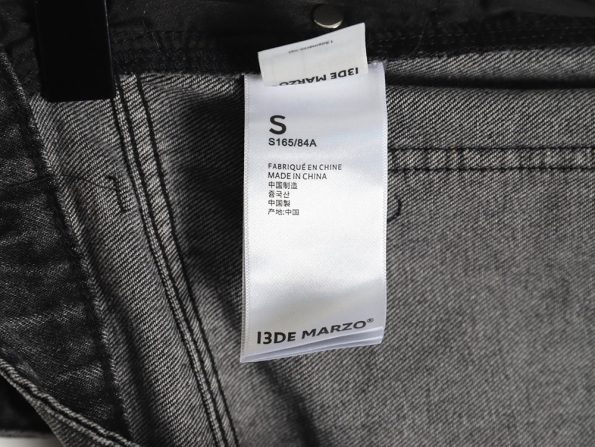 13DE MARZO
S
S165/84A
FABRIQUÉ EN CHINE
MADE IN CHINA
中国制造
중국산
中国製
产地:中国
13DE MARZO®